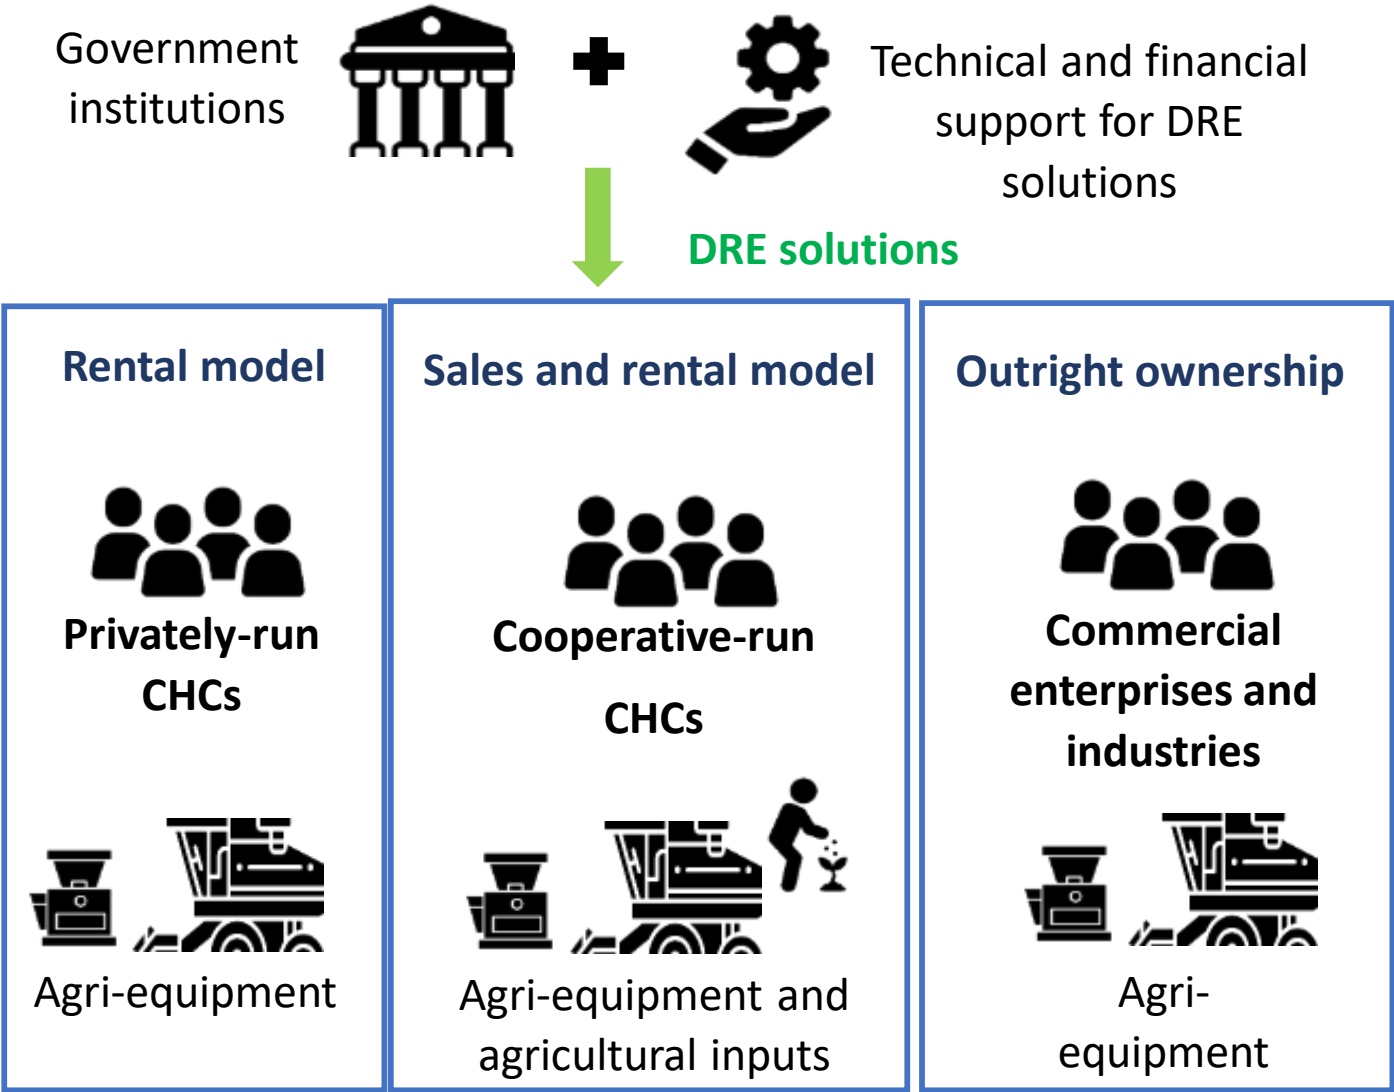 Government
institutions
Technical and financial
support for DRE
solutions
DRE solutions
Rental model
Privately-run
CHCs
Agri-equipment
Sales and rental model
Cooperative-run
CHCs
Agri-equipment and
agricultural inputs
Outright ownership
Commercial
enterprises and
industries
Agri-
equipment